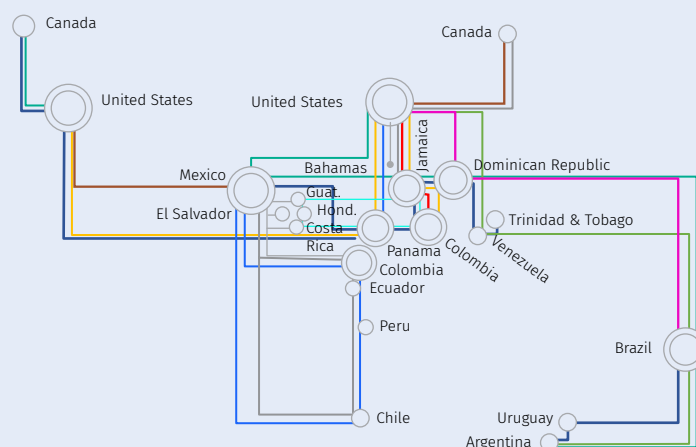 Canada
Canada
United States
United States
Jamaica
Bahamas
Dominican Republic
Mexico
Guat.
El Salvador
Hond.
Trinidad & Tobago
Costa
Rica
Panama
Colombia
Venezuela
Colombia
Ecuador
Peru
Brazil
Chile
Uruguay
Argentina